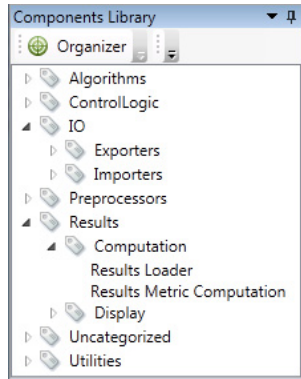 Components Library
Organizer
Algorithms
ControlLogic
IO
Exporters
Importers
Preprocessors
Results
Computation
Results Loader
Results Metric Computation
Display
Uncategorized
Utilities